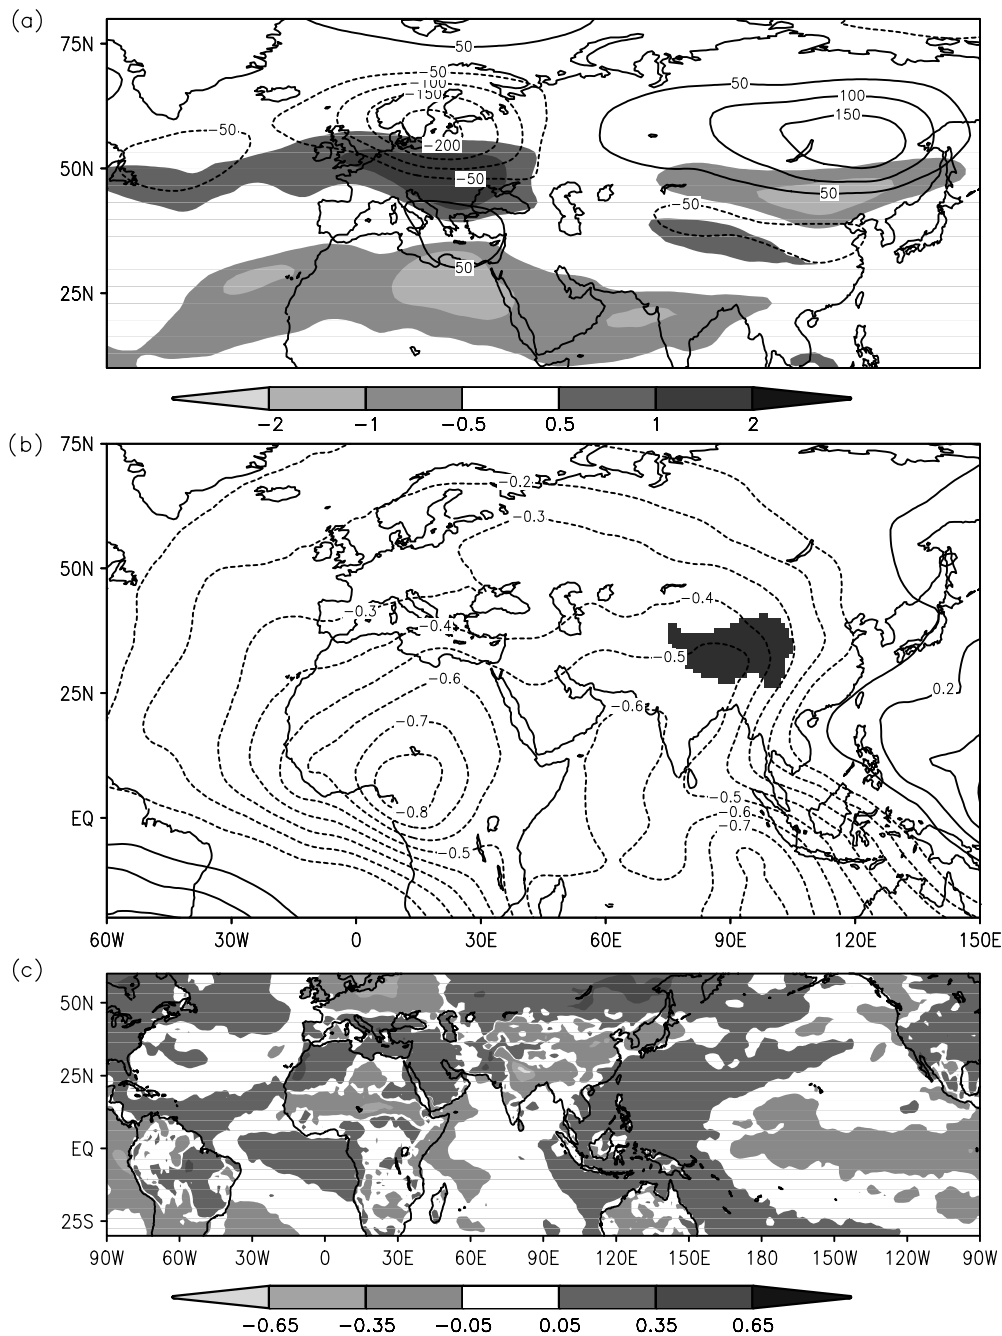 (a)
75N
50N
25N
50
−50
−100
−150
−200
−50
−50
50
50
100
150
50
−50
−2 −1 −0.5 0.5 1 2
(b)
75N
50N
25N
EQ
−0.2
−0.3
−0.3
−0.4
−0.4
−0.5
−0.6
−0.6
−0.7
−0.8
−0.5
−0.5
−0.6
−0.7
0.2
60W 30W 0 30E 60E 90E 120E 150E
(c)
50N
25N
EQ
25S
90W 60W 30W 0 30E 60E 90E 120E 150E 180 150W 120W 90W
−0.65 −0.35 −0.05 0.05 0.35 0.65